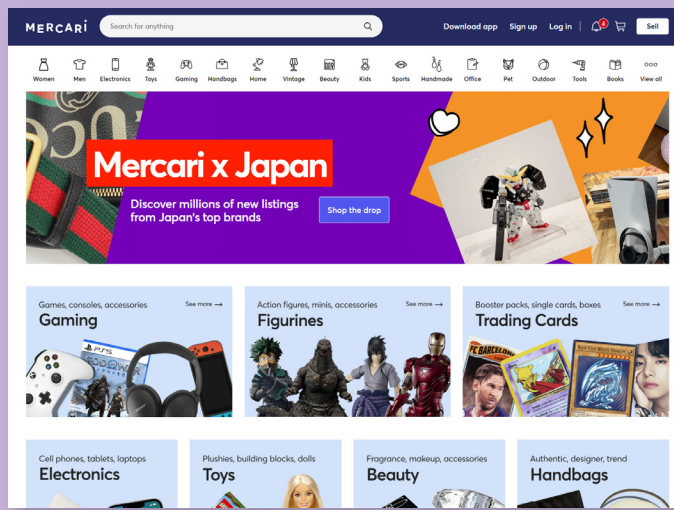 MERCARI
Search for anything
Download app
Sign up
Log in
4
Sell
Women
Men
Electronics
Toys
Gaming
Handbags
Home
Vintage
Beauty
Kids
Sports
Handmade
Office
Pet
Outdoor
Tools
Books
View all
Mercari x Japan
Discover millions of new listings
from Japan's top brands
Shop the drop
Games, consoles, accessories
See more →
Gaming
Action figures, minis, accessories
See more →
Figurines
Booster packs, single cards, boxes
See more →
Trading Cards
PS5
FC BARCELON
Cell phones, tablets, laptops
Electronics
Plushies, building blocks, dolls
Toys
Fragrance, makeup, accessories
Beauty
Authentic, designer, trend
Handbags